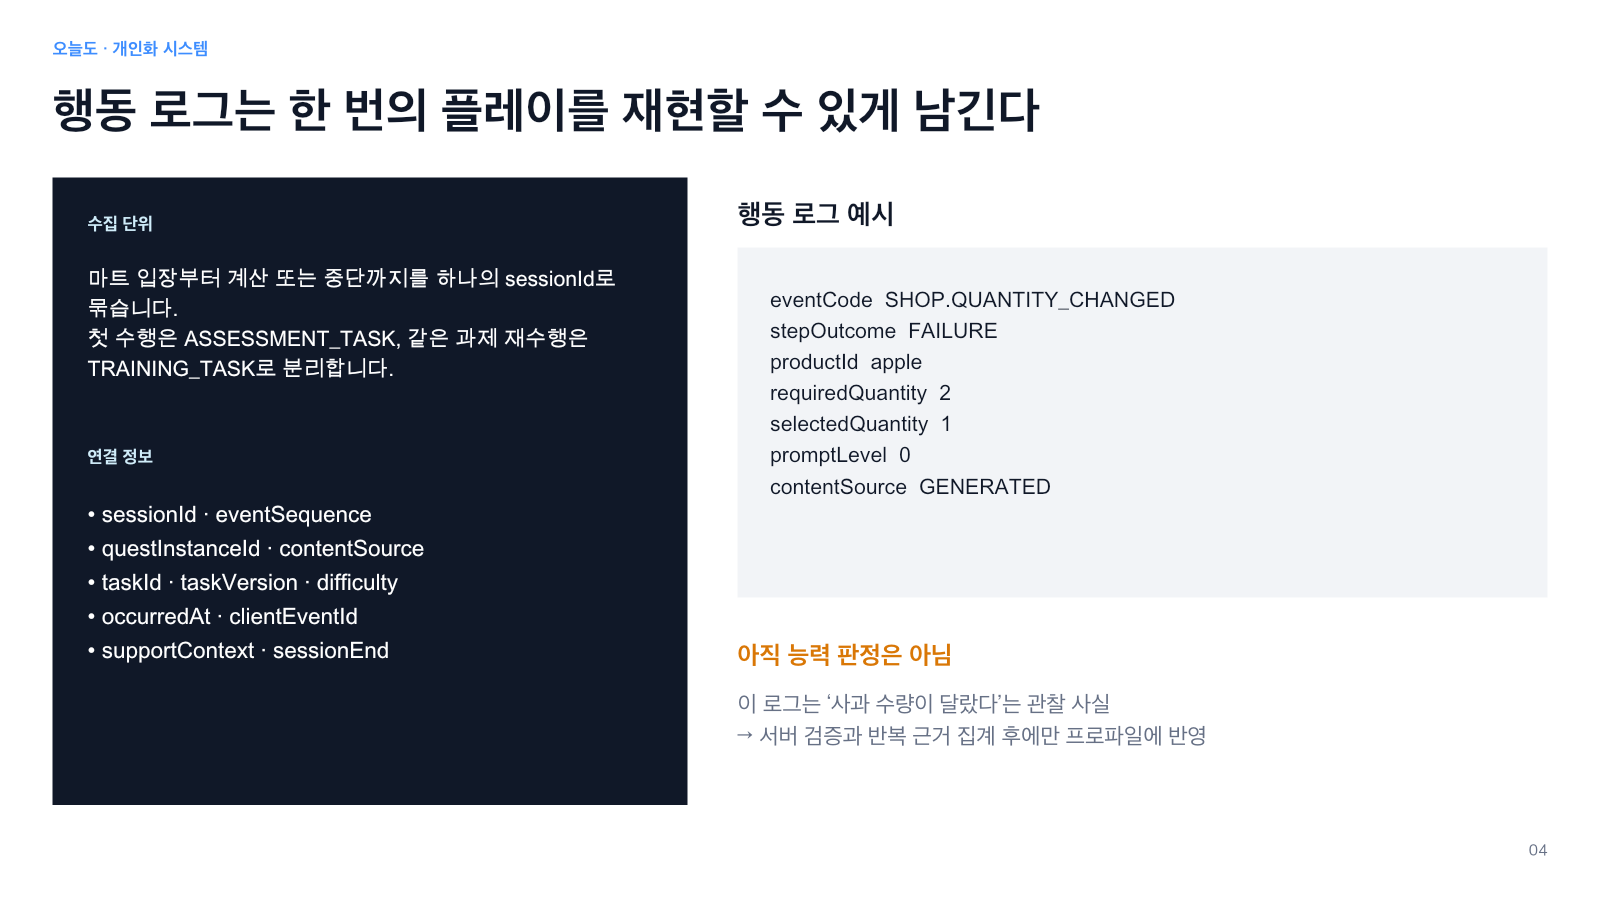 오늘도 · 개인화 시스템
행동 로그는 한 번의 플레이를 재현할 수 있게 남긴다
수집 단위
마트 입장부터 계산 또는 중단까지를 하나의 sessionId로
묶습니다.
첫 수행은 ASSESSMENT_TASK, 같은 과제 재수행은
TRAINING_TASK로 분리합니다.
연결 정보
• sessionId · eventSequence
• questInstanceId · contentSource
• taskId · taskVersion · difficulty
• occurredAt · clientEventId
• supportContext · sessionEnd
행동 로그 예시
eventCode  SHOP.QUANTITY_CHANGED
stepOutcome  FAILURE
productId  apple
requiredQuantity  2
selectedQuantity  1
promptLevel  0
contentSource  GENERATED
아직 능력 판정은 아님
이 로그는 ‘사과 수량이 달랐다’는 관찰 사실
→ 서버 검증과 반복 근거 집계 후에만 프로파일에 반영
04